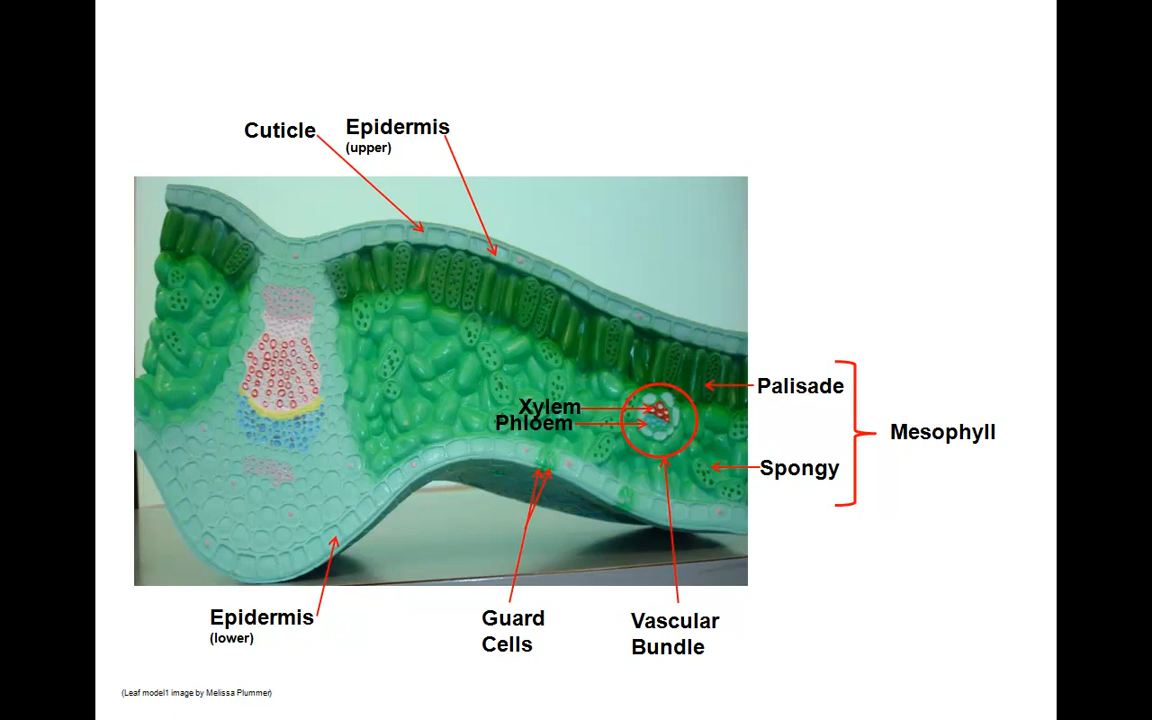 Cuticle
Epidermis
(upper)
Xylem
Phloem
Palisade
Mesophyll
Spongy
Epidermis
(lower)
Guard
Cells
Vascular
Bundle
(Leaf model1 image by Melissa Plummer)